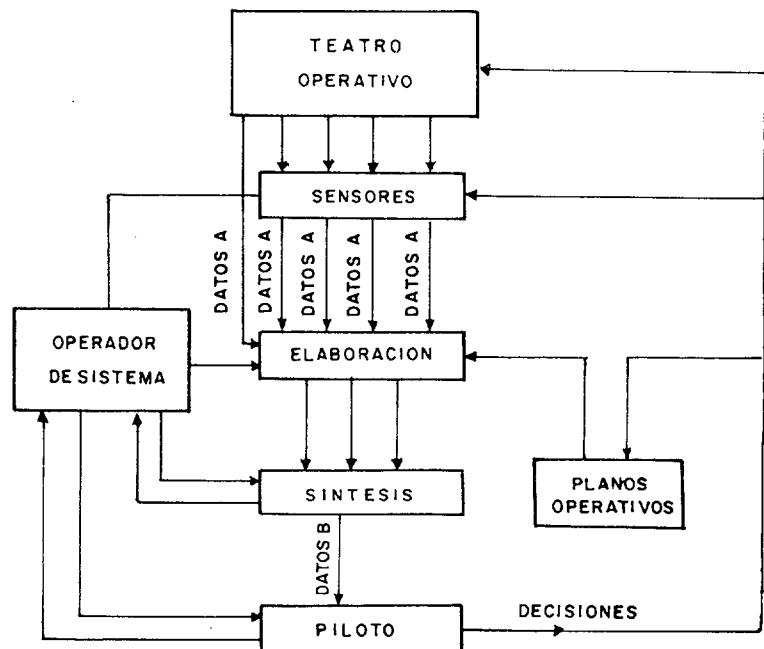 TEATRO
OPERATIVO
SENSORES
DATOS A
DATOS A
DATOS A
DATOS A
DATOS A
OPERADOR
DE SISTEMA
ELABORACION
PLANOS
OPERATIVOS
SINTESIS
DATOS B
DECISIONES
PILOTO